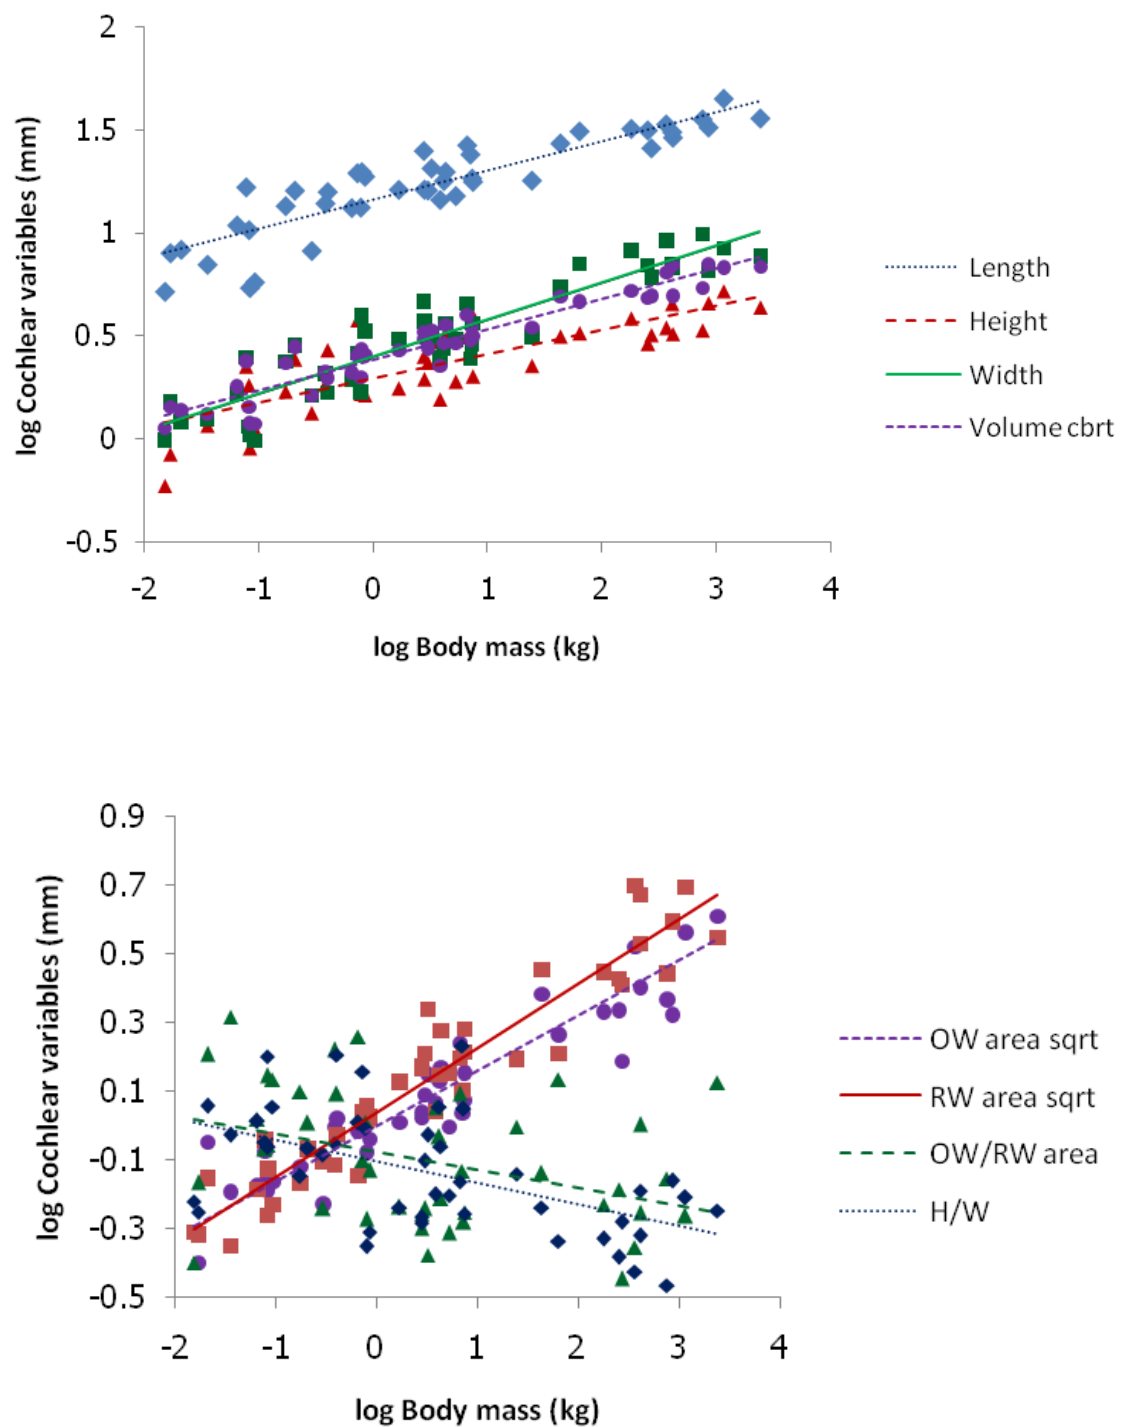 2
1.5
1
0.5
0
-0.5
-2 -1 0 1 2 3 4
log Cochlear variables (mm)
log Body mass (kg)
Length
Height
Width
Volume cbrt
0.9
0.7
0.5
0.3
0.1
-0.1
-0.3
-0.5
-2 -1 0 1 2 3 4
log Cochlear variables (mm)
log Body mass (kg)
OW area sqrt
RW area sqrt
OW/RW area
H/W